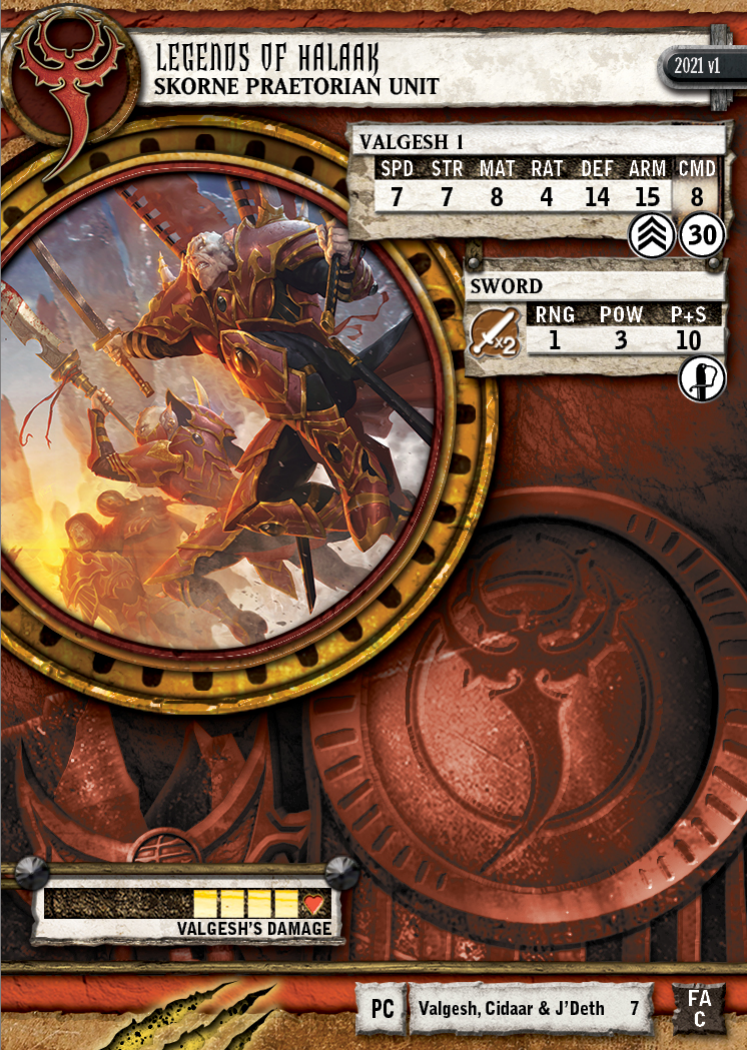 LEGENDS OF HALAAK
SKORNE PRAETORIAN UNIT
2021 v1
VALGESH 1
SPD STR MAT RAT DEF ARM CMD
7 7 8 4 14 15 8
30
SWORD
RNG POW P+S
x2 1 3 10
VALGESH'S DAMAGE
PC Valgesh, Cidaar & J'Deth 7
FA
C